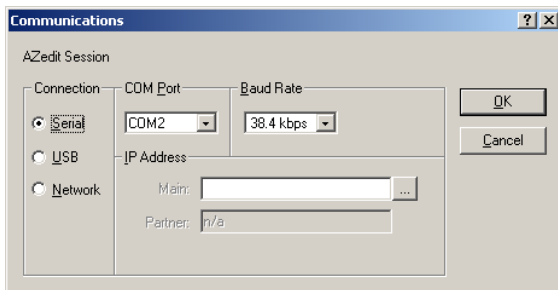 Communications
AZedit Session
Connection
COM Port
Baud Rate
Serial
COM2
38.4 kbps
OK
Cancel
USB
IP Address
Network
Main:
...
Partner:
n/a